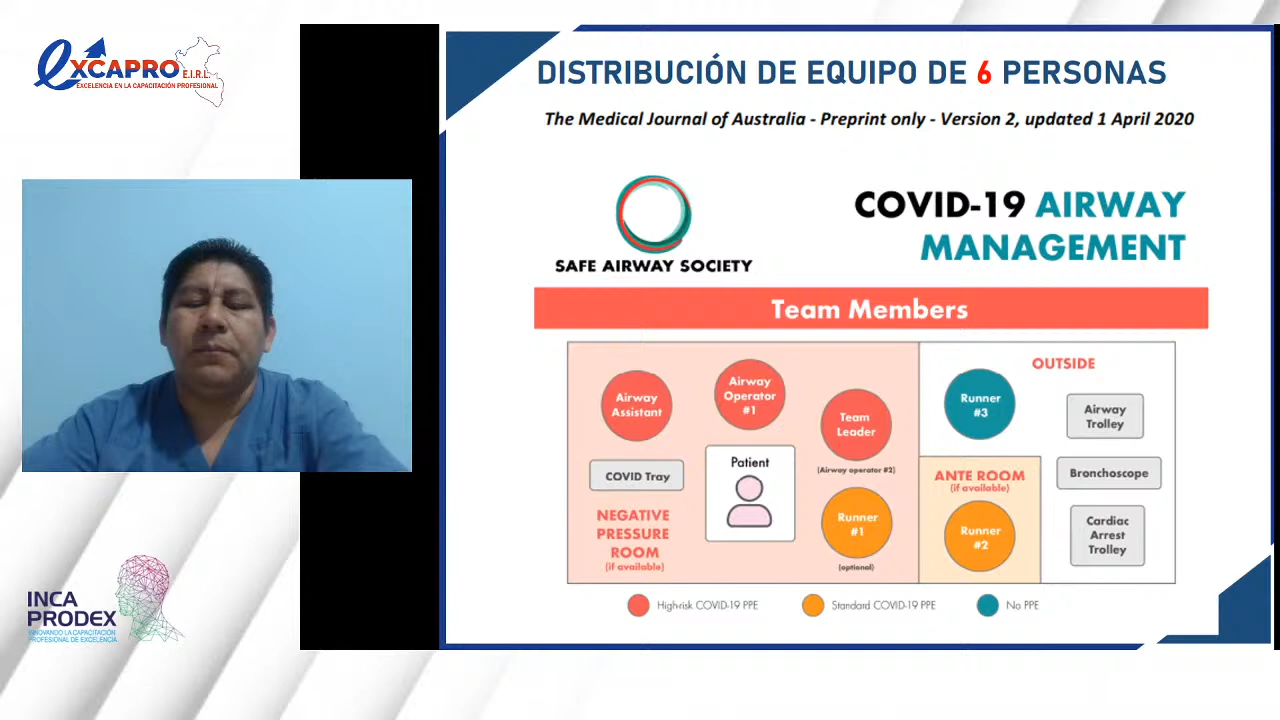 eXCAPRO E.I.R.L.
EXCELENCIA EN LA CAPACITACIÓN PROFESIONAL
DISTRIBUCIÓN DE EQUIPO DE 6 PERSONAS
The Medical Journal of Australia - Preprint only - Version 2, updated 1 April 2020
SAFE AIRWAY SOCIETY
COVID-19 AIRWAY
MANAGEMENT
Team Members
Airway
Assistant
Airway
Operator
#1
Team
Leader
(Airway operator #2)
COVID Tray
Patient
NEGATIVE
PRESSURE
ROOM
(if available)
Runner
#1
(optional)
OUTSIDE
Runner
#3
Airway
Trolley
ANTE ROOM
(if available)
Runner
#2
Bronchoscope
Cardiac
Arrest
Trolley
High-risk COVID-19 PPE
Standard COVID-19 PPE
No PPE
INCA
PRODEX
INNOVANDO LA CAPACITACIÓN
PROFESIONAL DE EXCELENCIA